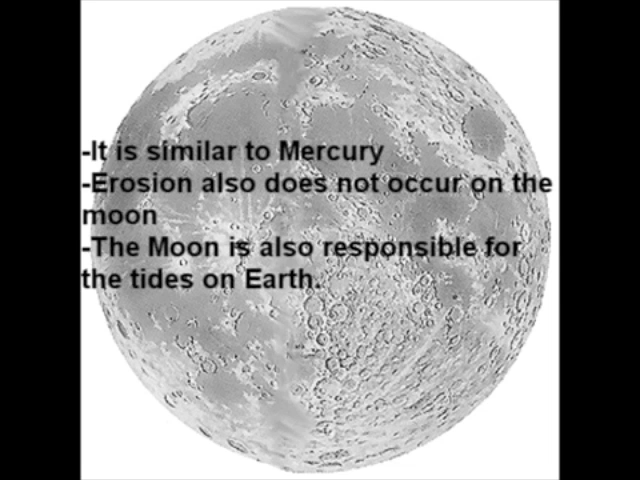 -It is similar to Mercury
-Erosion also does not occur on the
moon
-The Moon is also responsible for
the tides on Earth.